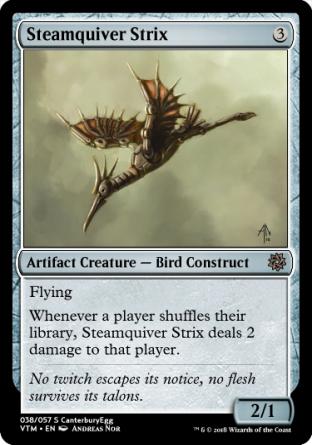 Steamquiver Strix 3
Artifact Creature — Bird Construct
Flying
Whenever a player shuffles their
library, Steamquiver Strix deals 2
damage to that player.
No twitch escapes its notice, no flesh
survives its talons.
2/1
038/057 S CanterburyEgg
VTM • EN Andreas Nor
™ & © 2018 Wizards of the Coast